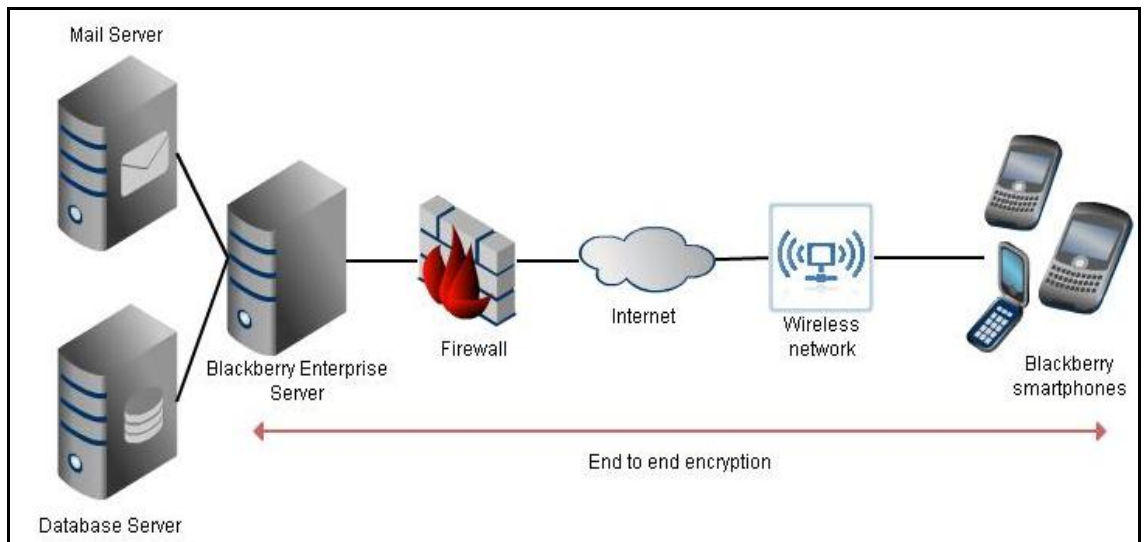 Mail Server
Blackberry Enterprise
Server
Firewall
Internet
Wireless
network
Blackberry
smartphones
End to end encryption
Database Server